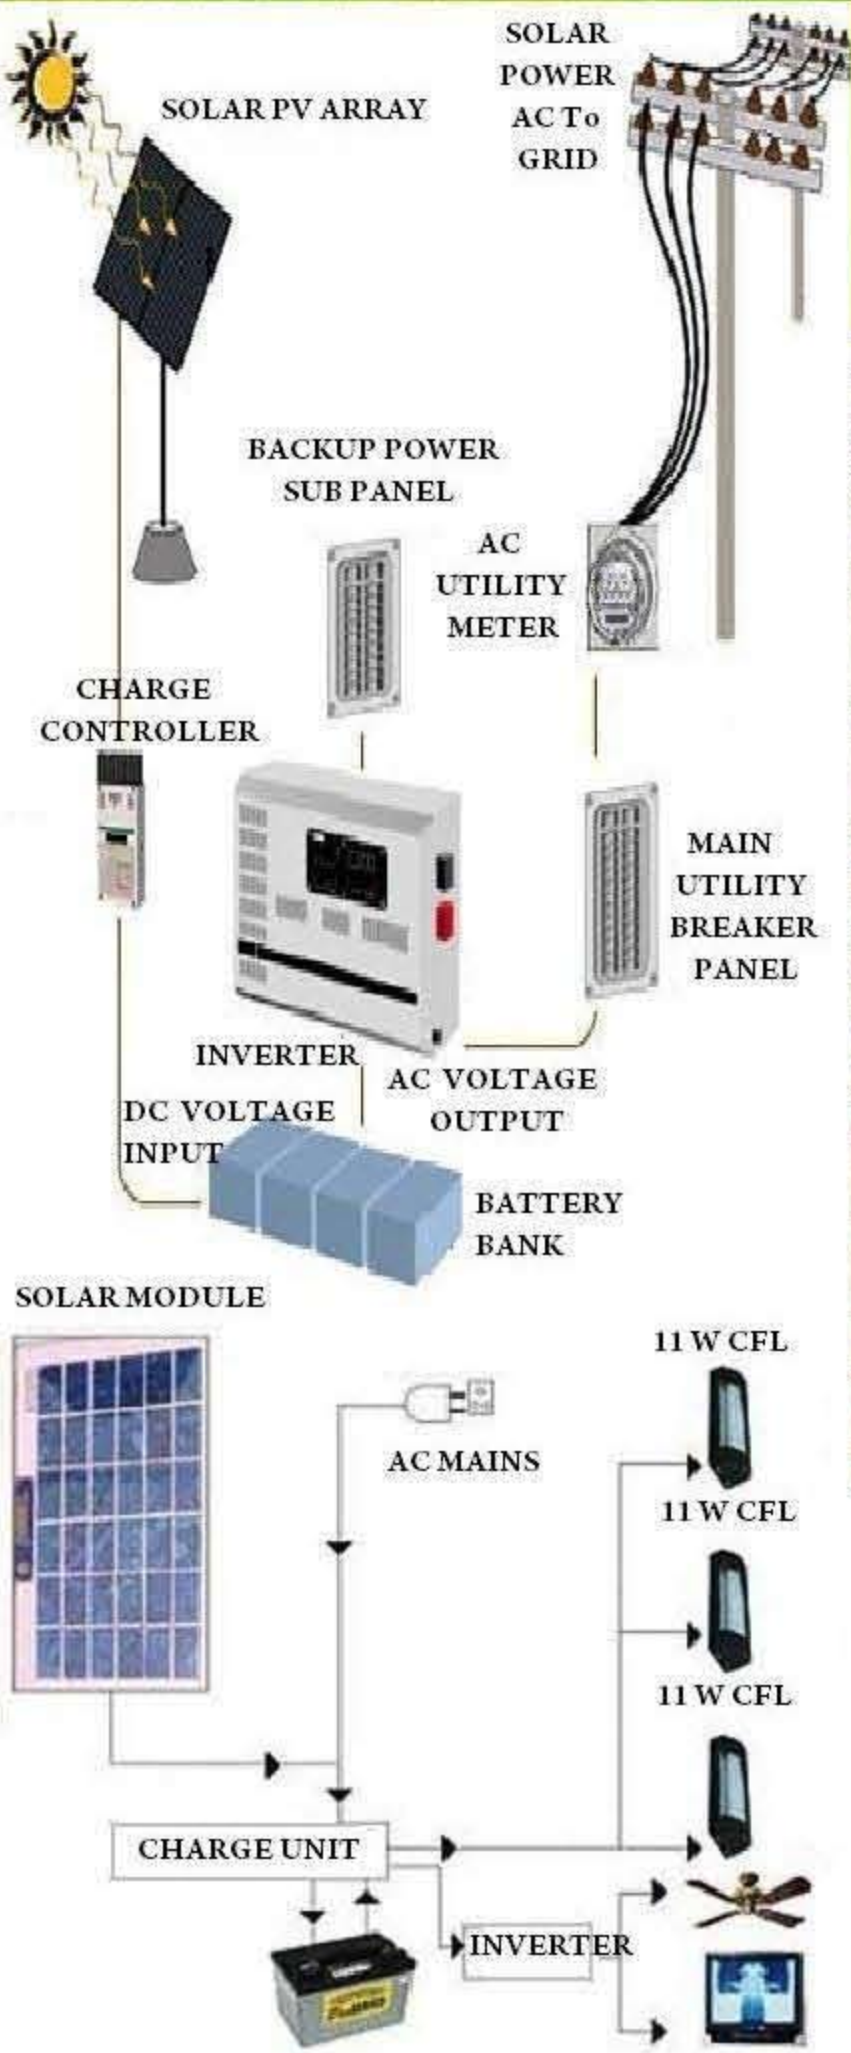 SOLAR
POWER
AC To
GRID
SOLAR PV ARRAY
BACKUP POWER
SUB PANEL
AC
UTILITY
METER
CHARGE
CONTROLLER
MAIN
UTILITY
BREAKER
PANEL
INVERTER
AC VOLTAGE
OUTPUT
DC VOLTAGE
INPUT
BATTERY
BANK
SOLAR MODULE
11 W CFL
AC MAINS
11 W CFL
11 W CFL
CHARGE UNIT
INVERTER